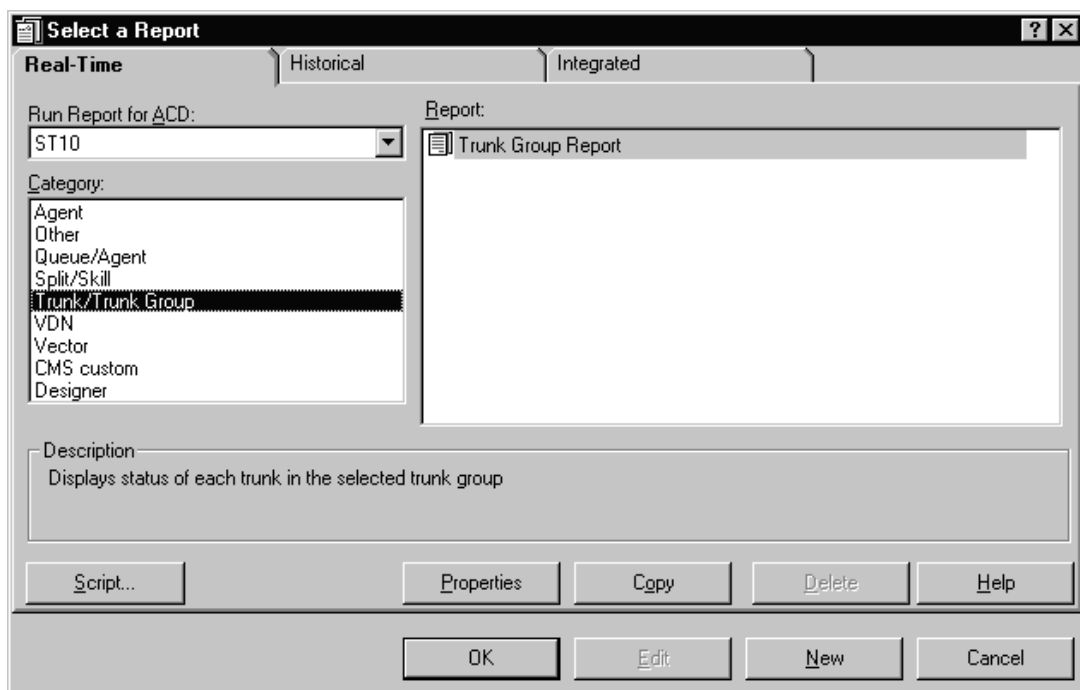 Select a Report
? X
Real-Time
Historical
Integrated
Run Report for ACD:
ST10
Category:
Agent
Other
Queue/Agent
Split/Skill
Trunk/Trunk Group
VDN
Vector
CMS custom
Designer
Report:
Trunk Group Report
Description
Displays status of each trunk in the selected trunk group
Script...
Properties
Copy
Delete
Help
OK
Edit
New
Cancel